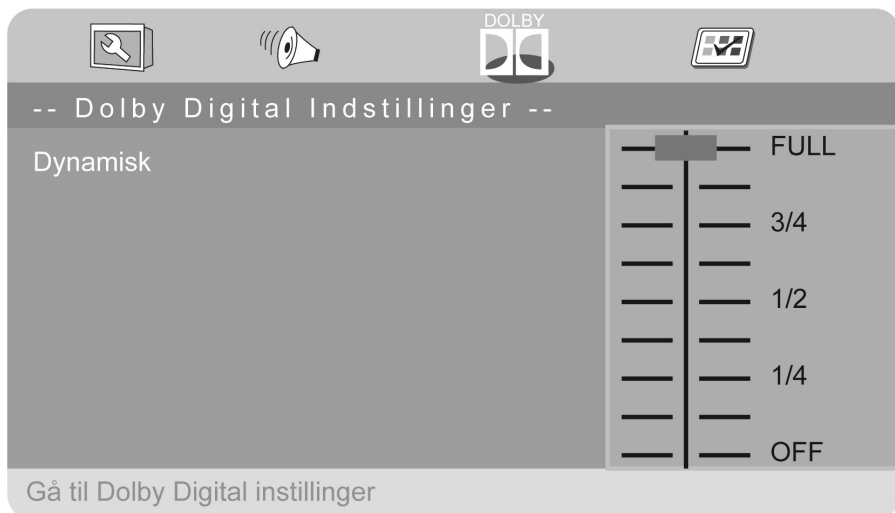 DOLBY
-- Dolby Digital Indstillinger --
Dynamisk
FULL
3/4
1/2
1/4
OFF
Gå til Dolby Digital instillinger